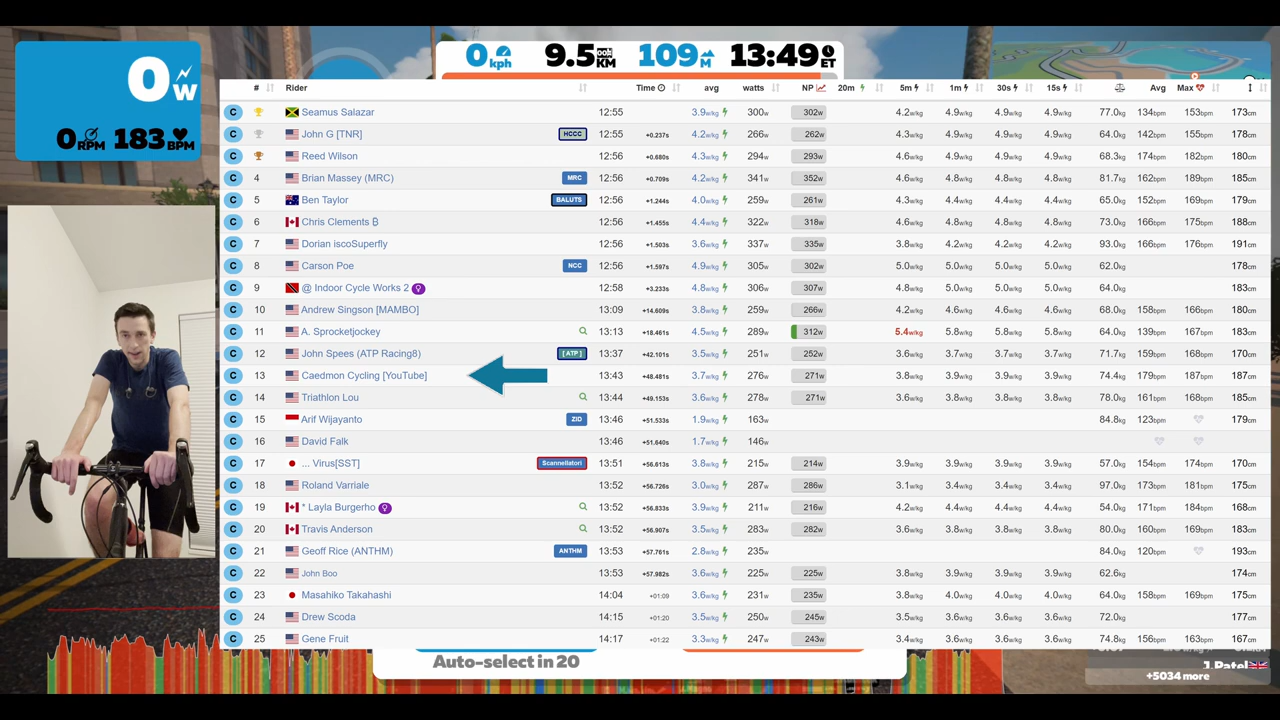 0w
0RPM 183BPM
0kph 9.5KM 109M 13:49ET
# Rider Time avg watts NP 20m 5m 1m 30s 15s Avg Max
C Seamus Salazar 12:55 3.9w/kg 300w 302w 4.2w/kg 4.9w/kg 4.9w/kg 4.9w/kg 77.0kg 134bpm 153bpm 173cm
C John G [TNR] HCCC 12:55 +0.237s 4.2w/kg 266w 262w 4.3w/kg 4.9w/kg 4.9w/kg 4.9w/kg 64.0kg 142bpm 155bpm 178cm
C Reed Wilson 12:56 +0.680s 4.3w/kg 294w 293w 4.6w/kg 4.9w/kg 4.9w/kg 4.9w/kg 68.3kg 174bpm 182bpm 180cm
C 4 Brian Massey (MRC) MRC 12:56 +0.709s 4.2w/kg 341w 352w 4.6w/kg 4.8w/kg 4.8w/kg 4.8w/kg 81.7kg 162bpm 189bpm 185cm
C 5 Ben Taylor BALUTS 12:56 +1.244s 4.0w/kg 259w 261w 4.3w/kg 4.4w/kg 4.4w/kg 4.4w/kg 65.0kg 152bpm 169bpm 179cm
C 6 Chris Clements ₿ 12:56 +1.455s 4.4w/kg 322w 318w 4.6w/kg 4.8w/kg 4.8w/kg 4.8w/kg 73.0kg 166bpm 175bpm 188cm
C 7 Dorian iscoSuperfly 12:56 +1.503s 3.6w/kg 337w 335w 3.8w/kg 4.2w/kg 4.2w/kg 4.2w/kg 93.0kg 166bpm 176bpm 191cm
C 8 Carson Poe NCC 12:56 +1.597s 4.9w/kg 305w 302w 5.0w/kg 4.9w/kg 5.0w/kg 5.0w/kg 62.0kg 178cm
C 9 @ Indoor Cycle Works 2 12:58 +3.233s 4.8w/kg 306w 307w 4.8w/kg 5.0w/kg 5.0w/kg 5.0w/kg 64.0kg 183cm
C 10 Andrew Singson [MAMBO] 13:09 +14.609s 3.8w/kg 259w 266w 4.2w/kg 4.6w/kg 4.6w/kg 4.6w/kg 68.0kg 158bpm 166bpm 180cm
C 11 A. Sprocketjockey 13:13 +18.461s 4.5w/kg 289w 312w 5.4w/kg 5.8w/kg 5.8w/kg 5.8w/kg 64.0kg 139bpm 167bpm 183cm
C 12 John Spees (ATP Racing8) [ATP] 13:37 +42.101s 3.5w/kg 251w 252w 3.6w/kg 3.7w/kg 3.7w/kg 3.7w/kg 71.7kg 159bpm 168bpm 170cm
C 13 Caedmon Cycling [YouTube] 13:43 +48.481s 3.7w/kg 276w 271w 3.8w/kg 3.9w/kg 3.9w/kg 3.9w/kg 74.4kg 179bpm 187bpm 187cm
C 14 Triathlon Lou 13:44 +49.153s 3.6w/kg 278w 271w 3.6w/kg 3.8w/kg 3.8w/kg 3.8w/kg 78.0kg 161bpm 168bpm 185cm
C 15 Arif Wijayanto ZID 13:46 +51.533s 1.9w/kg 163w 84.8kg 123bpm 179cm
C 16 David Falk 13:46 +51.640s 1.7w/kg 146w
C 17 ... Virus[SST] Scannellatori 13:51 +56.613s 3.8w/kg 215w 214w 3.9w/kg 3.9w/kg 3.9w/kg 3.9w/kg 57.0kg 154bpm 174bpm 170cm
C 18 Roland Varriale 13:52 +56.726s 3.0w/kg 287w 286w 3.1w/kg 3.4w/kg 3.4w/kg 3.4w/kg 97.0kg 173bpm 181bpm 175cm
C 19 * Layla Burgerho 13:52 +56.833s 3.9w/kg 211w 216w 4.2w/kg 4.4w/kg 4.4w/kg 4.4w/kg 54.0kg 171bpm 184bpm 168cm
C 20 Travis Anderson 13:52 +56.907s 3.5w/kg 283w 282w 3.6w/kg 3.8w/kg 3.8w/kg 3.8w/kg 80.0kg 160bpm 169bpm 183cm
C 21 Geoff Rice (ANTHM) ANTHM 13:53 +57.761s 2.8w/kg 235w 84.0kg 120bpm 193cm
C 22 John Boo 13:53 +57.982s 3.6w/kg 225w 225w 3.8w/kg 3.9w/kg 3.9w/kg 3.9w/kg 62.6kg 174cm
C 23 Masahiko Takahashi 14:04 +01:09 3.6w/kg 231w 235w 3.8w/kg 4.0w/kg 4.0w/kg 4.0w/kg 64.0kg 158bpm 169bpm 175cm
C 24 Drew Scoda 14:15 +01:20 3.5w/kg 250w 245w 3.5w/kg 3.6w/kg 3.6w/kg 3.6w/kg 72.0kg 177cm
C 25 Gene Fruit 14:17 +01:22 3.3w/kg 247w 243w 3.4w/kg 3.6w/kg 3.6w/kg 3.6w/kg 74.8kg 156bpm 163bpm 167cm
Auto-select in 20
J.Patel
+5034 more